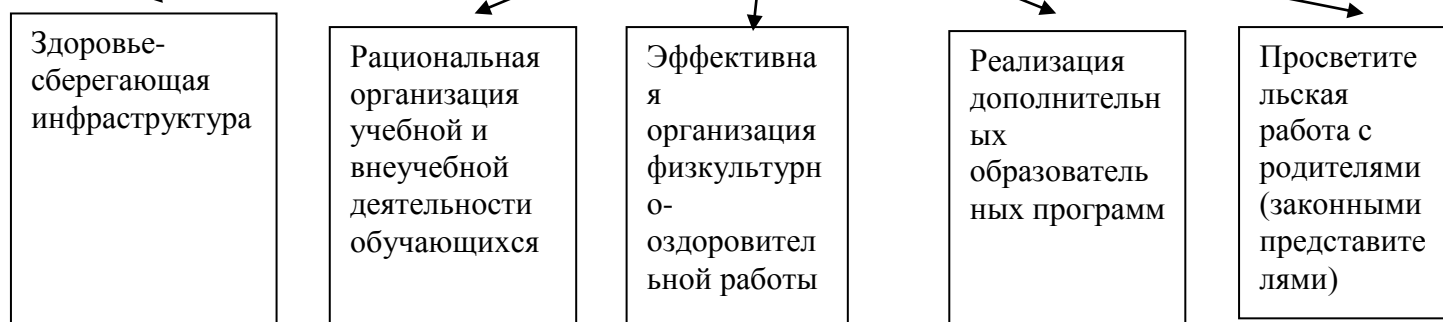 Здоровье-
сберегающая
инфраструктура
Рациональная
организация
учебной и
внеучебной
деятельности
обучающихся
Эффективна
я
организация
физкультурн
о-
оздоровител
ьной работы
Реализация
дополнительн
ых
образователь
ных программ
Просветите
льская
работа с
родителями
(законными
представите
лями)